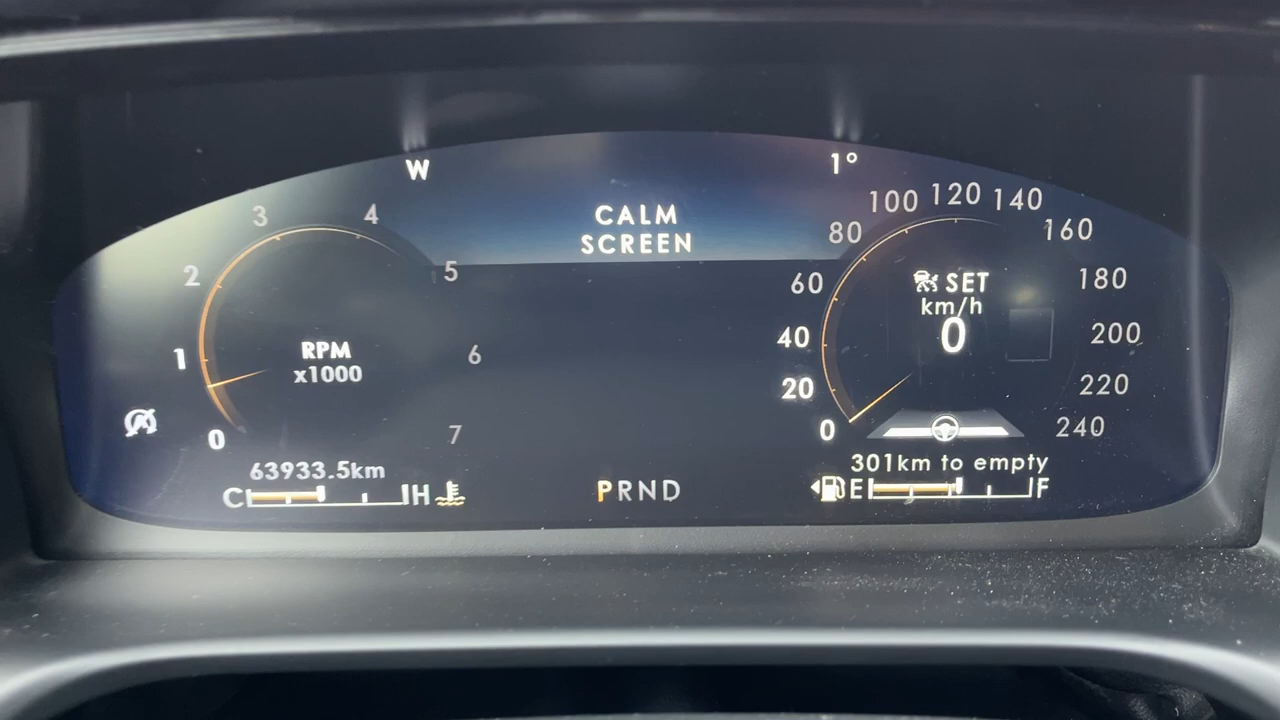 W
1°
CALM
SCREEN
0 1 2 3 4 5 6 7
RPM
x1000
0 20 40 60 80 100 120 140 160 180 200 220 240
SET
km/h
0
63933.5km
C H
PRND
301km to empty
E F